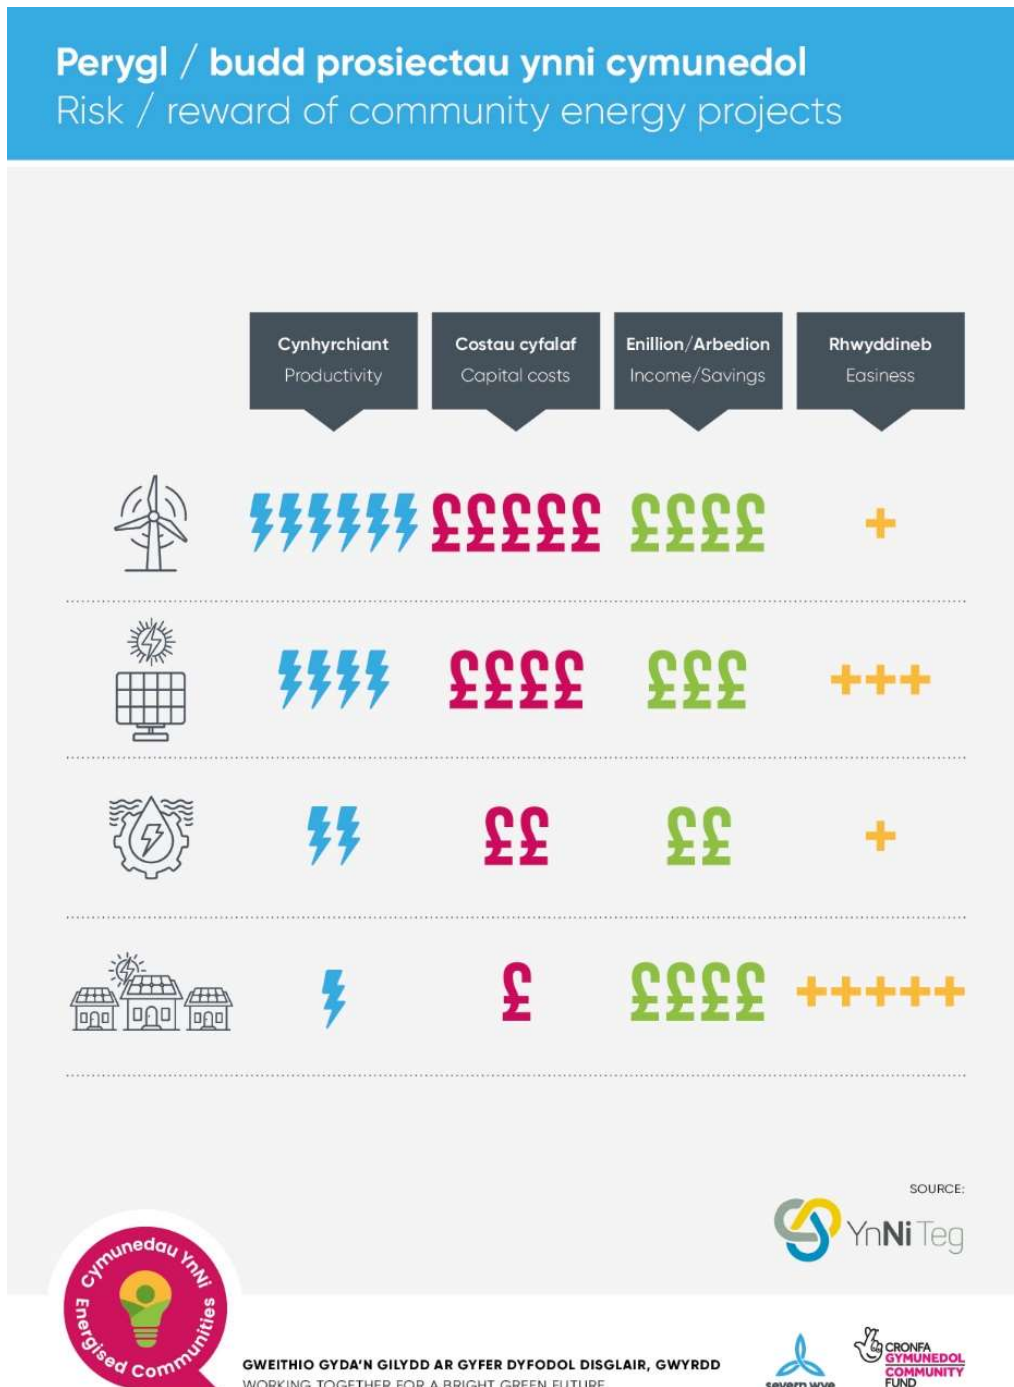 Perygl / budd prosiectau ynni cymunedol
Risk / reward of community energy projects
Cynhyrchiant
Productivity
Costau cyfalaf
Capital costs
Enillion/Arbedion
Income/Savings
Rhwyddineb
Easiness
£££££ ££££ +
££££ £££ +++
££ ££ +
£ ££££ +++++
SOURCE:
YnNi Teg
Cymunedau YnNi
Energised Communities
GWEITHIO GYDA'N GILYDD AR GYFER DYFODOL DISGLAIR, GWYRDD
WORKING TOGETHER FOR A BRIGHT GREEN FUTURE
severn wye
CRONFA
GYMUNEDOL
COMMUNITY
FUND